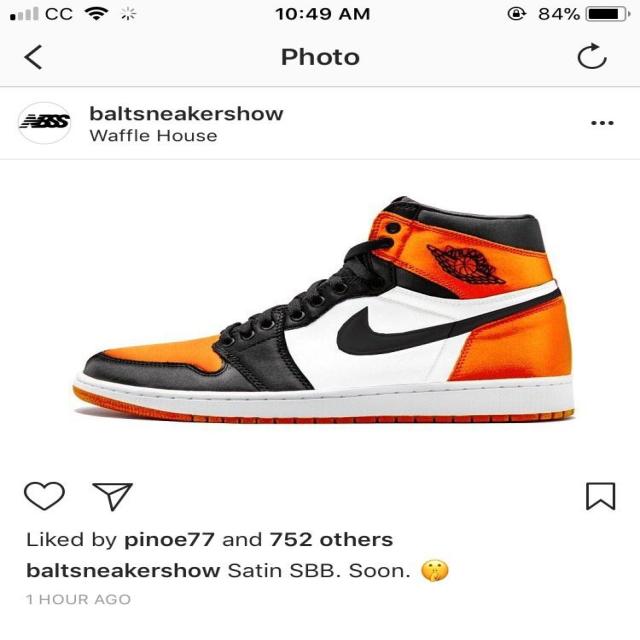 CC 10:49 AM 84%
Photo
NBSS
baltsneakershow
Waffle House
Liked by pinoe77 and 752 others
baltsneakershow Satin SBB. Soon. 🤫
1 HOUR AGO